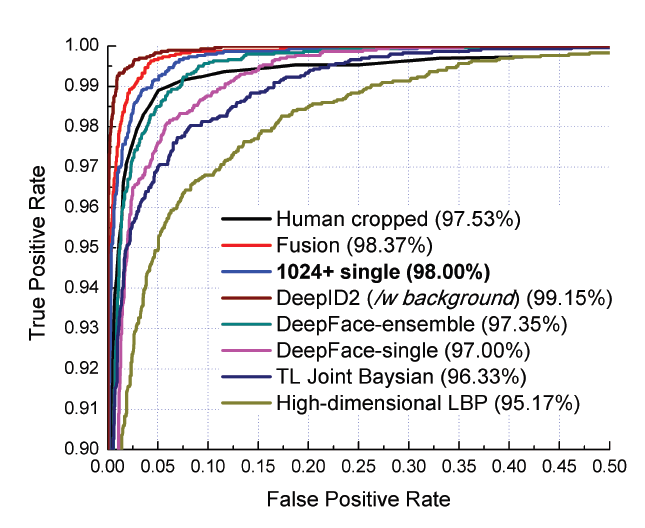 1.00
0.99
0.98
0.97
0.96
0.95
0.94
0.93
0.92
0.91
0.90
True Positive Rate
Human cropped (97.53%)
Fusion (98.37%)
1024+ single (98.00%)
DeepID2 (/w background) (99.15%)
DeepFace-ensemble (97.35%)
DeepFace-single (97.00%)
TL Joint Baysian (96.33%)
High-dimensional LBP (95.17%)
0.00 0.05 0.10 0.15 0.20 0.25 0.30 0.35 0.40 0.45 0.50
False Positive Rate